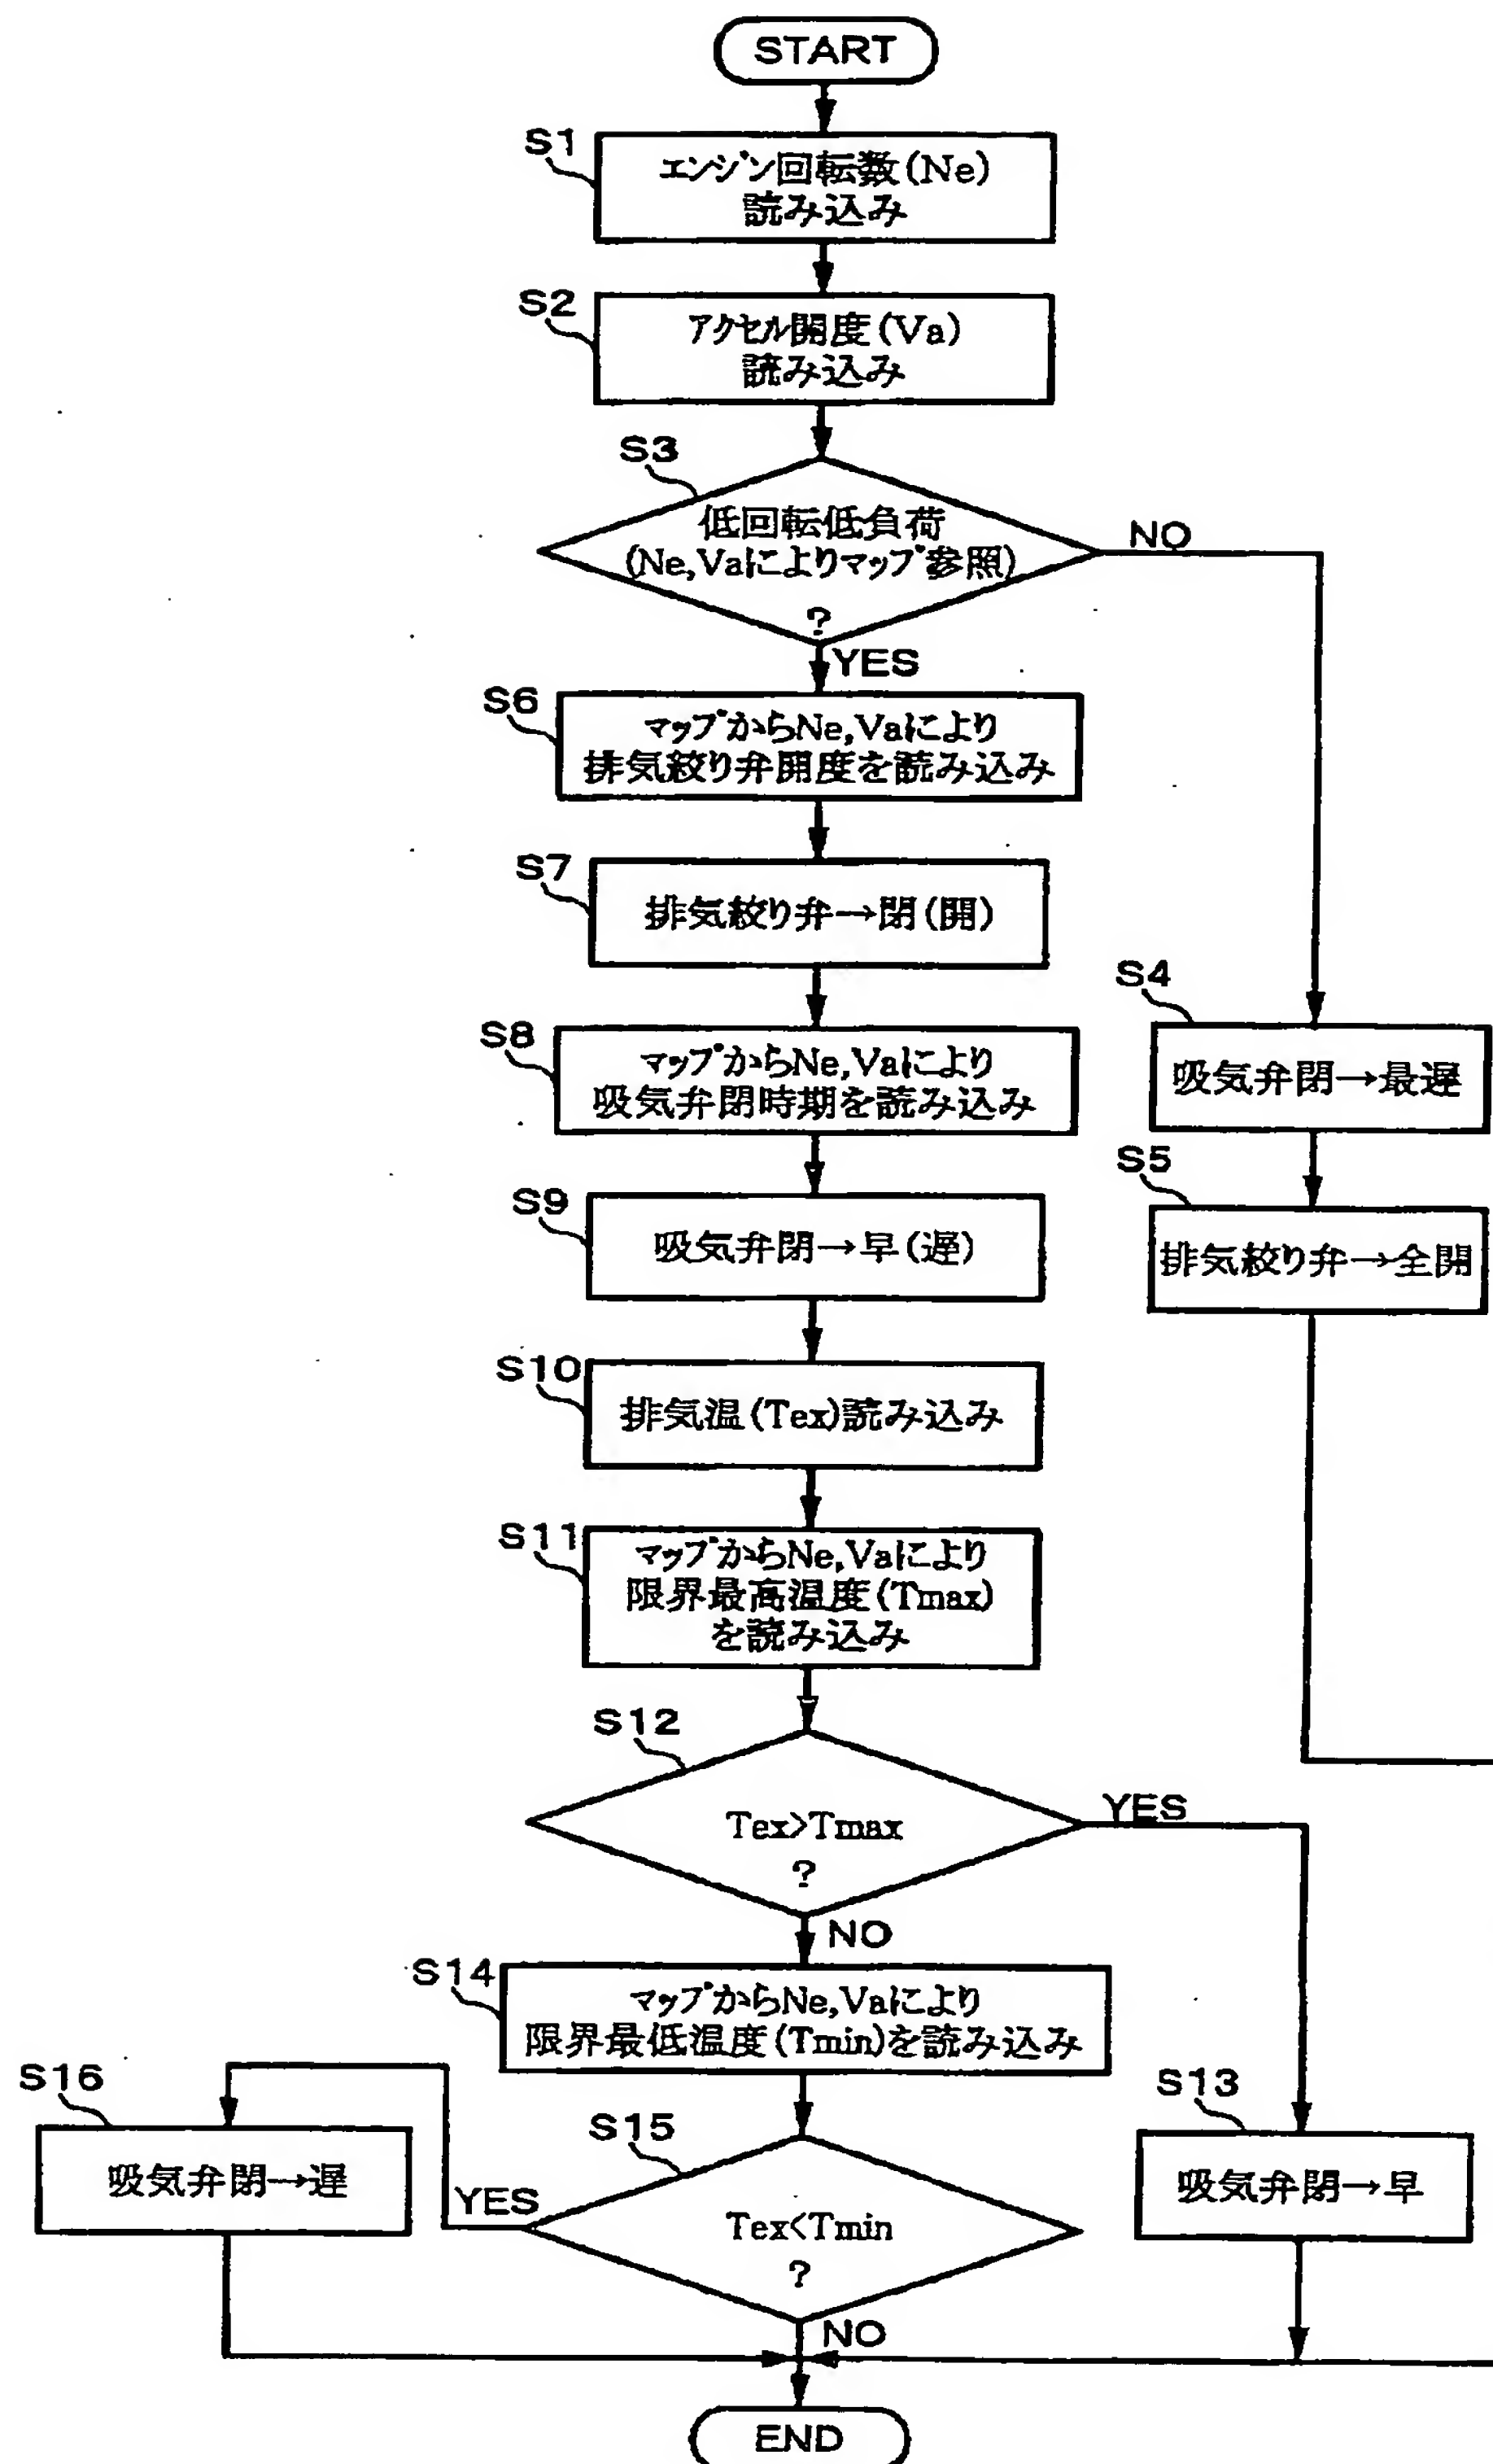 START
S1
エンジン回転数(Ne)
読み込み
S2
アクセル開度(Va)
読み込み
S3
低回転低負荷
(Ne,Vaによりマップ参照)
?
NO
YES
S6
マップからNe,Vaにより
排気絞り弁開度を読み込み
S7
排気絞り弁→閉(開)
S8
マップからNe,Vaにより
吸気弁閉時期を読み込み
S4
吸気弁閉→最遅
S5
排気絞り弁→全開
S9
吸気弁閉→早(遅)
S10
排気温(Tex)読み込み
S11
マップからNe,Vaにより
限界最高温度(Tmax)
を読み込み
S12
Tex>Tmax
?
YES
NO
S14
マップからNe,Vaにより
限界最低温度(Tmin)を読み込み
S16
吸気弁閉→遅
S15
YES
Tex<Tmin
?
S13
吸気弁閉→早
NO
END